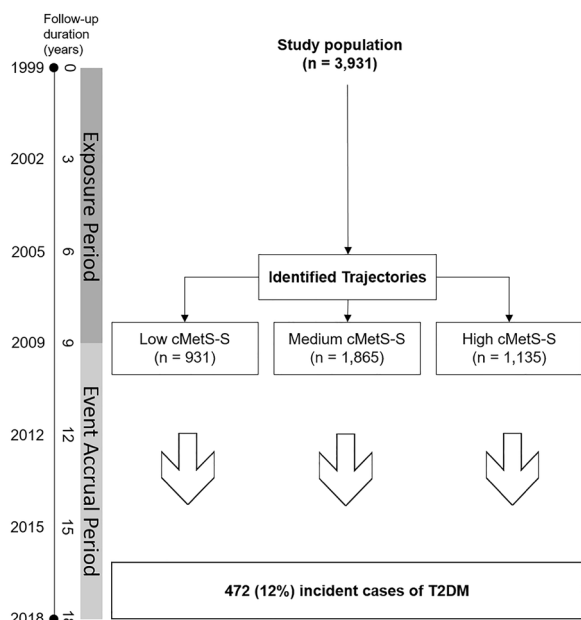 Follow-up
duration
(years)
Study population
(n = 3,931)
1999
0
2002
3
2005
6
2009
9
2012
12
2015
15
2018
Exposure Period
Event Accrual Period
Identified Trajectories
Low cMetS-S
(n = 931)
Medium cMetS-S
(n = 1,865)
High cMetS-S
(n = 1,135)
472 (12%) incident cases of T2DM